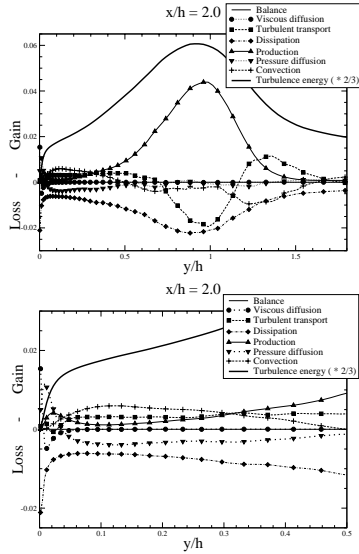 x/h = 2.0
Balance
Viscous diffusion
Turbulent transport
Dissipation
Production
Pressure diffusion
Convection
Turbulence energy ( * 2/3)
0.06
0.04
0.02
0
-0.02
Loss - Gain
0 0.5 1 1.5
y/h
x/h = 2.0
Balance
Viscous diffusion
Turbulent transport
Dissipation
Production
Pressure diffusion
Convection
Turbulence energy ( * 2/3)
0.02
0
-0.02
Loss - Gain
0 0.1 0.2 0.3 0.4 0.5
y/h